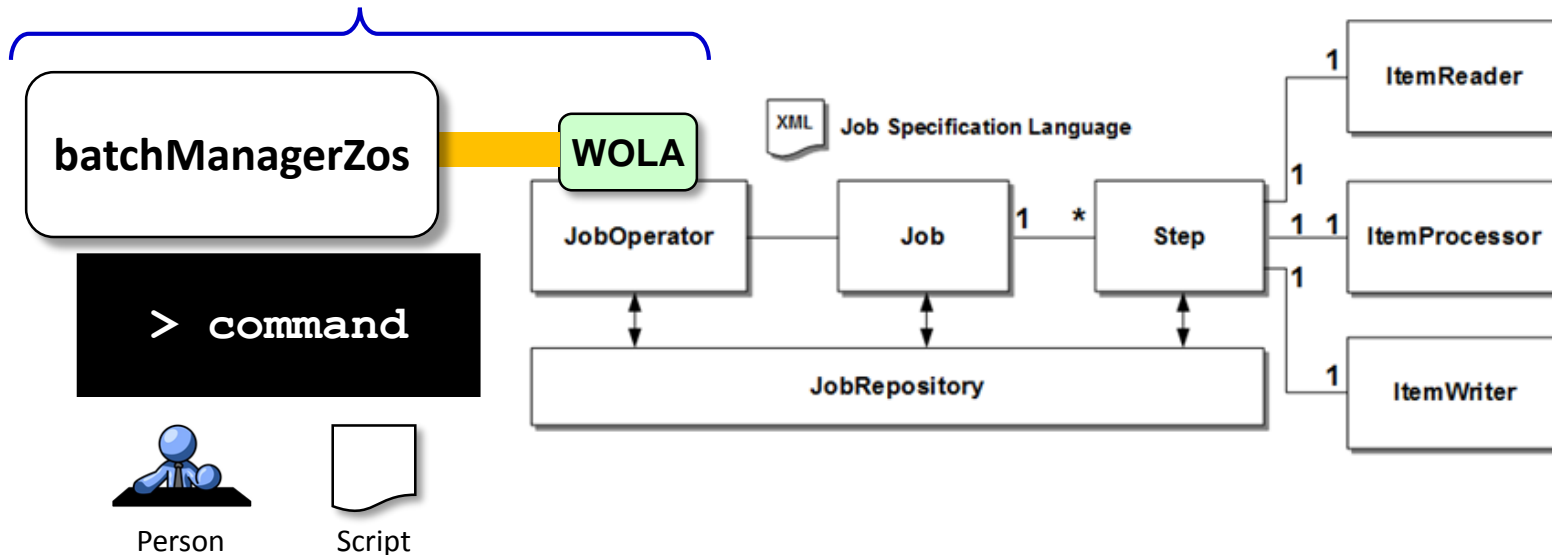 batchManagerZos
WOLA
> command
Person
Script
XML
Job Specification Language
JobOperator
Job
1
*
Step
1
1
1
1
1
1
ItemReader
ItemProcessor
ItemWriter
JobRepository